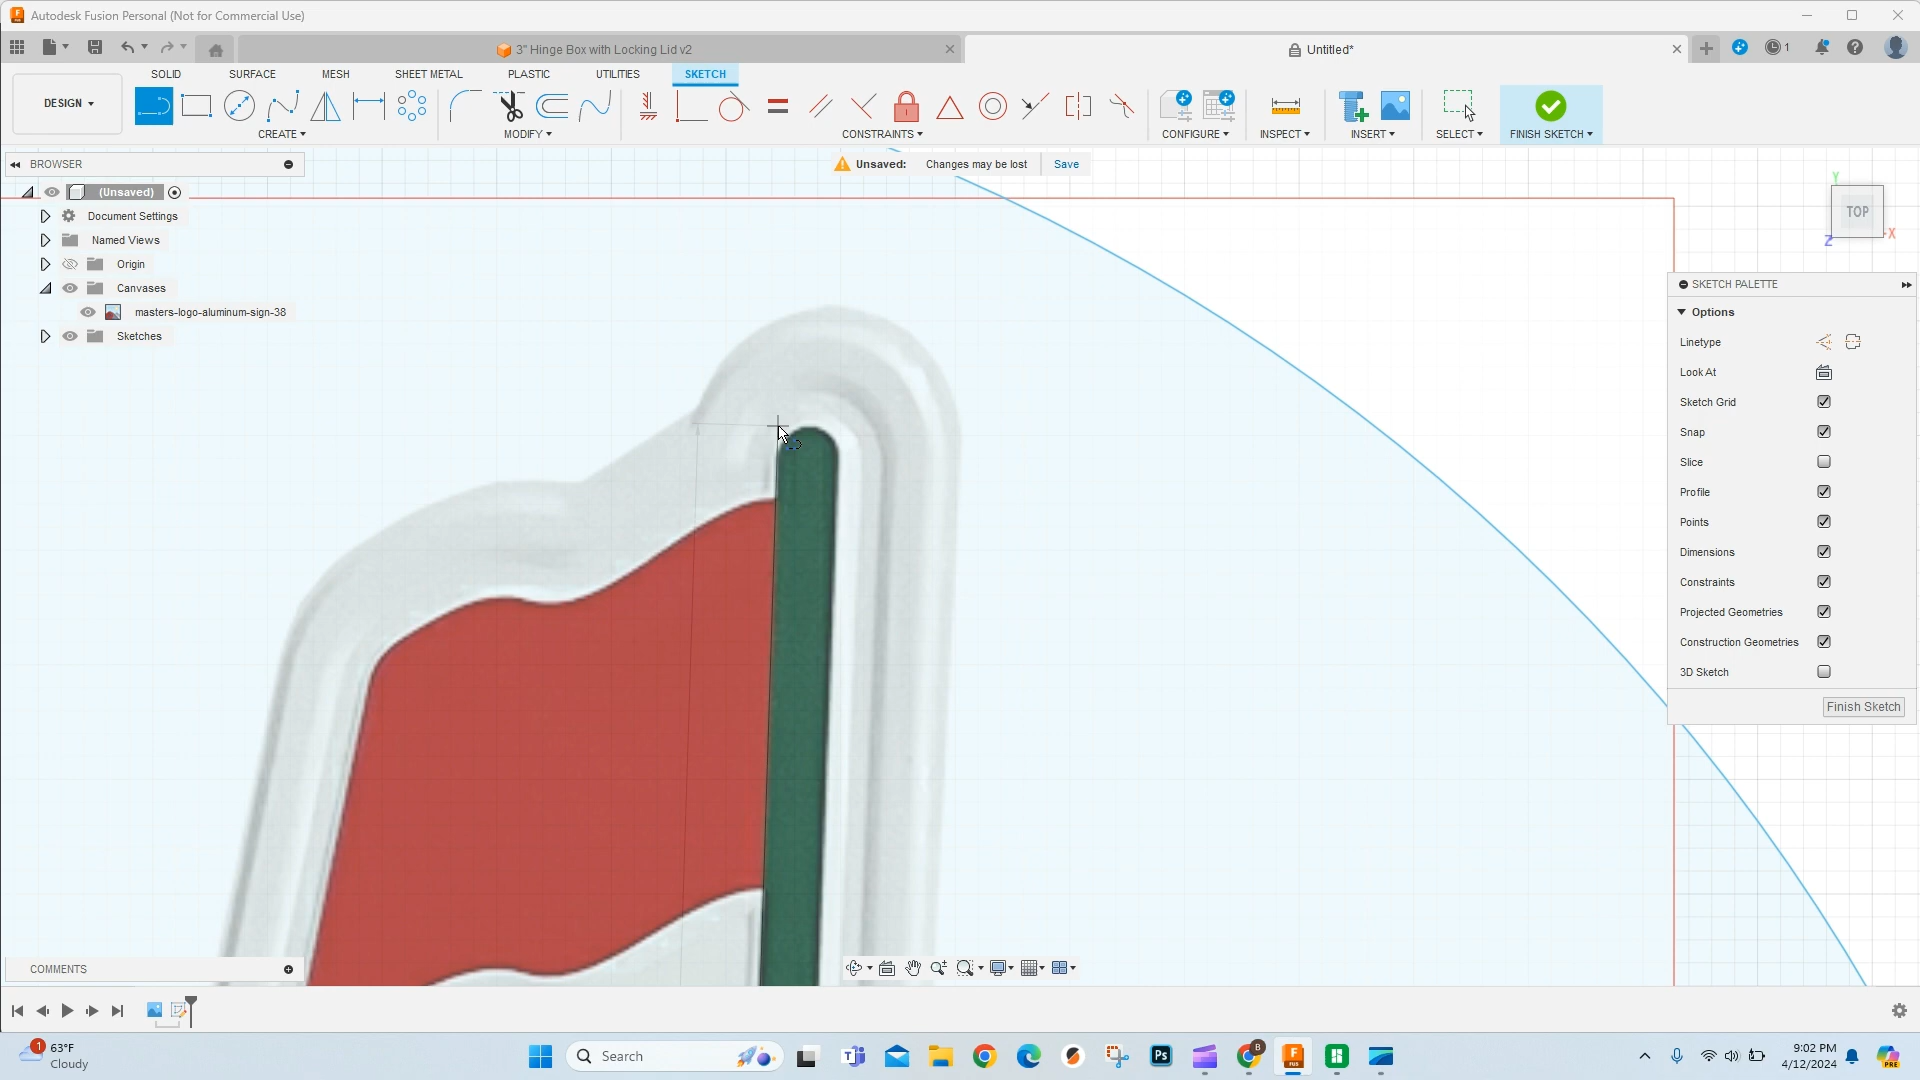 Autodesk Fusion Personal (Not for Commercial Use)
3" Hinge Box with Locking Lid v2
Untitled*
1
DESIGN
SOLID
SURFACE
MESH
SHEET METAL
PLASTIC
UTILITIES
SKETCH
CREATE
MODIFY
CONSTRAINTS
CONFIGURE
INSPECT
INSERT
SELECT
FINISH SKETCH
BROWSER
Unsaved: Changes may be lost Save
(Unsaved)
Document Settings
Named Views
Origin
Canvases
masters-logo-aluminum-sign-38
Sketches
Y
TOP
X
Z
SKETCH PALETTE
Options
Linetype
Look At
Sketch Grid
Snap
Slice
Profile
Points
Dimensions
Constraints
Projected Geometries
Construction Geometries
3D Sketch
Finish Sketch
COMMENTS
1
63°F
Cloudy
Search
Ps
B
F
FUS
9:02 PM
4/12/2024
PRE